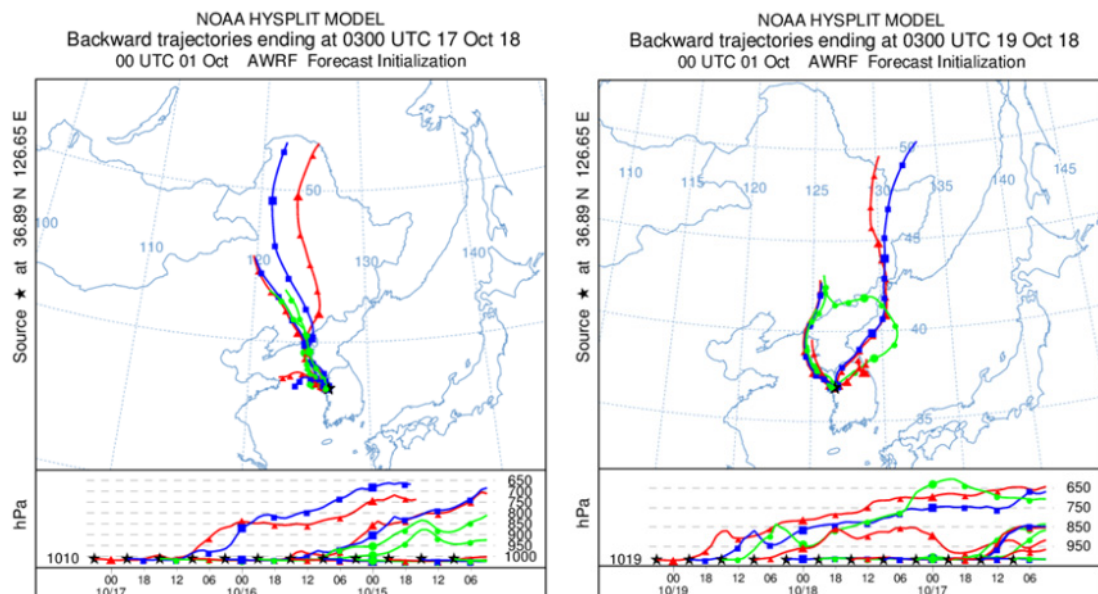 NOAA HYSPLIT MODEL
Backward trajectories ending at 0300 UTC 17 Oct 18
00 UTC 01 Oct AWRF Forecast Initialization
Source ★ at 36.89 N 126.65 E
100
110
120
130
140
50
40
hPa
650
700
750
800
850
900
950
1000
1010
00 18 12 06 00 18 12 06 00 18 12 06
10/17 10/16 10/15
NOAA HYSPLIT MODEL
Backward trajectories ending at 0300 UTC 19 Oct 18
00 UTC 01 Oct AWRF Forecast Initialization
Source ★ at 36.89 N 126.65 E
110
115
120
125
130
135
140
145
50
45
40
35
hPa
650
750
850
950
1019
00 18 12 06 00 18 12 06 00 18 12 06
10/19 10/18 10/17